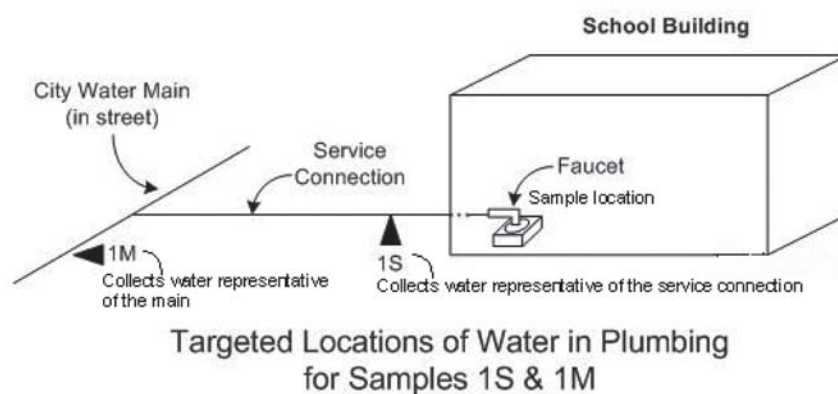 School Building
City Water Main
(in street)
Service
Connection
Faucet
Sample location
1M
Collects water representative
of the main
1S
Collects water representative of the service connection
Targeted Locations of Water in Plumbing
for Samples 1S & 1M